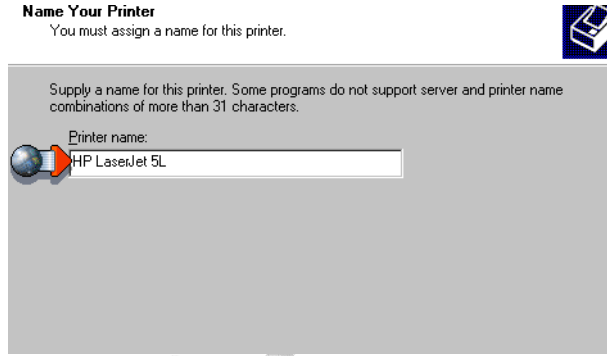 Name Your Printer
You must assign a name for this printer.
Supply a name for this printer. Some programs do not support server and printer name
combinations of more than 31 characters.
Printer name:
HP LaserJet 5L